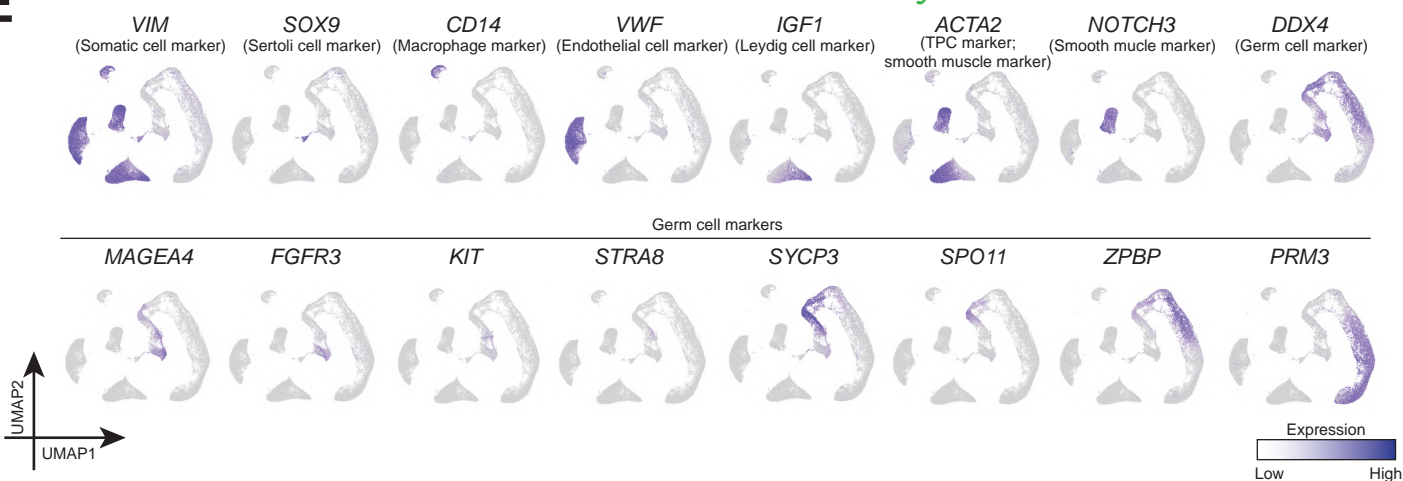 VIM SOX9 CD14 VWF IGF1 ACTA2 NOTCH3 DDX4
(Somatic cell marker) (Sertoli cell marker) (Macrophage marker) (Endothelial cell marker) (Leydig cell marker) (TPC marker; (Smooth mucle marker) (Germ cell marker)
smooth muscle marker)
Germ cell markers
MAGEA4 FGFR3 KIT STRA8 SYCP3 SPO11 ZPBP PRM3
UMAP2
UMAP1
Expression
Low High